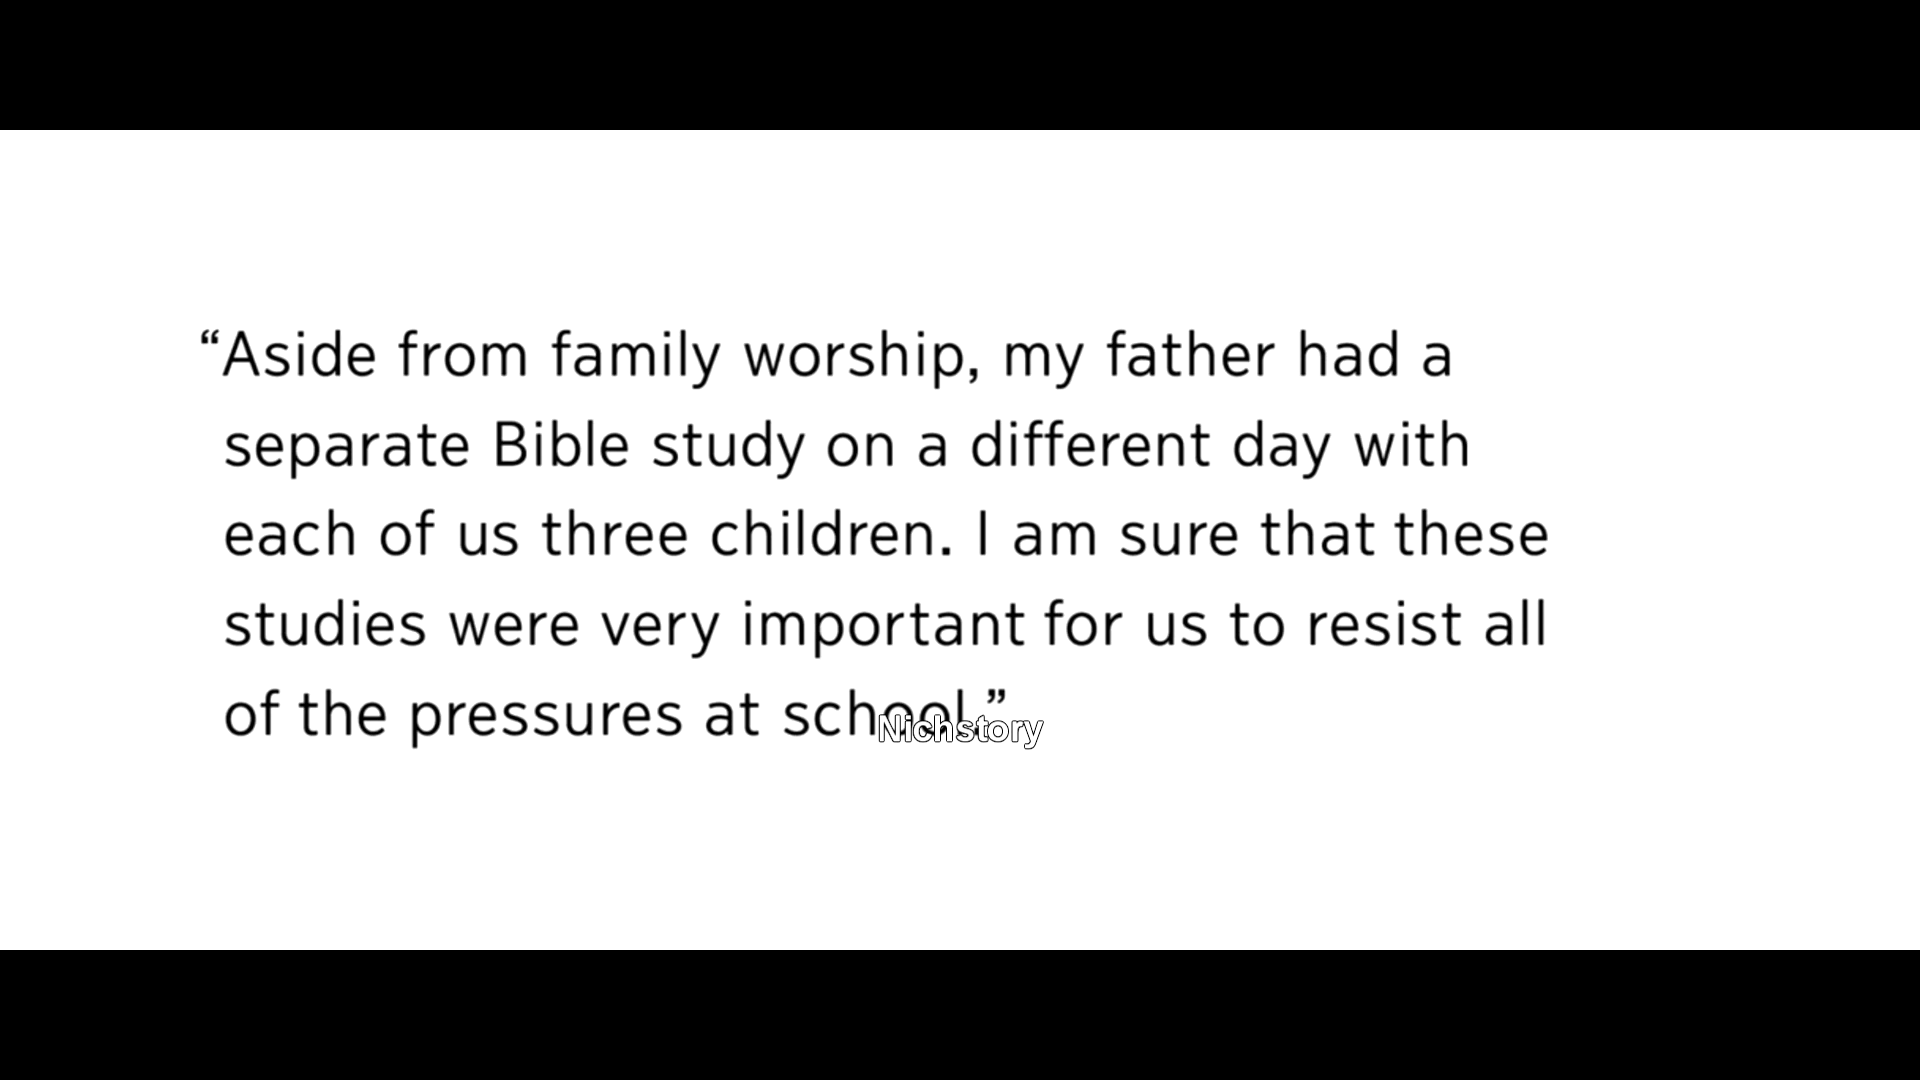 “Aside from family worship, my father had a
separate Bible study on a different day with
each of us three children. I am sure that these
studies were very important for us to resist all
of the pressures at school.”
Nichstory